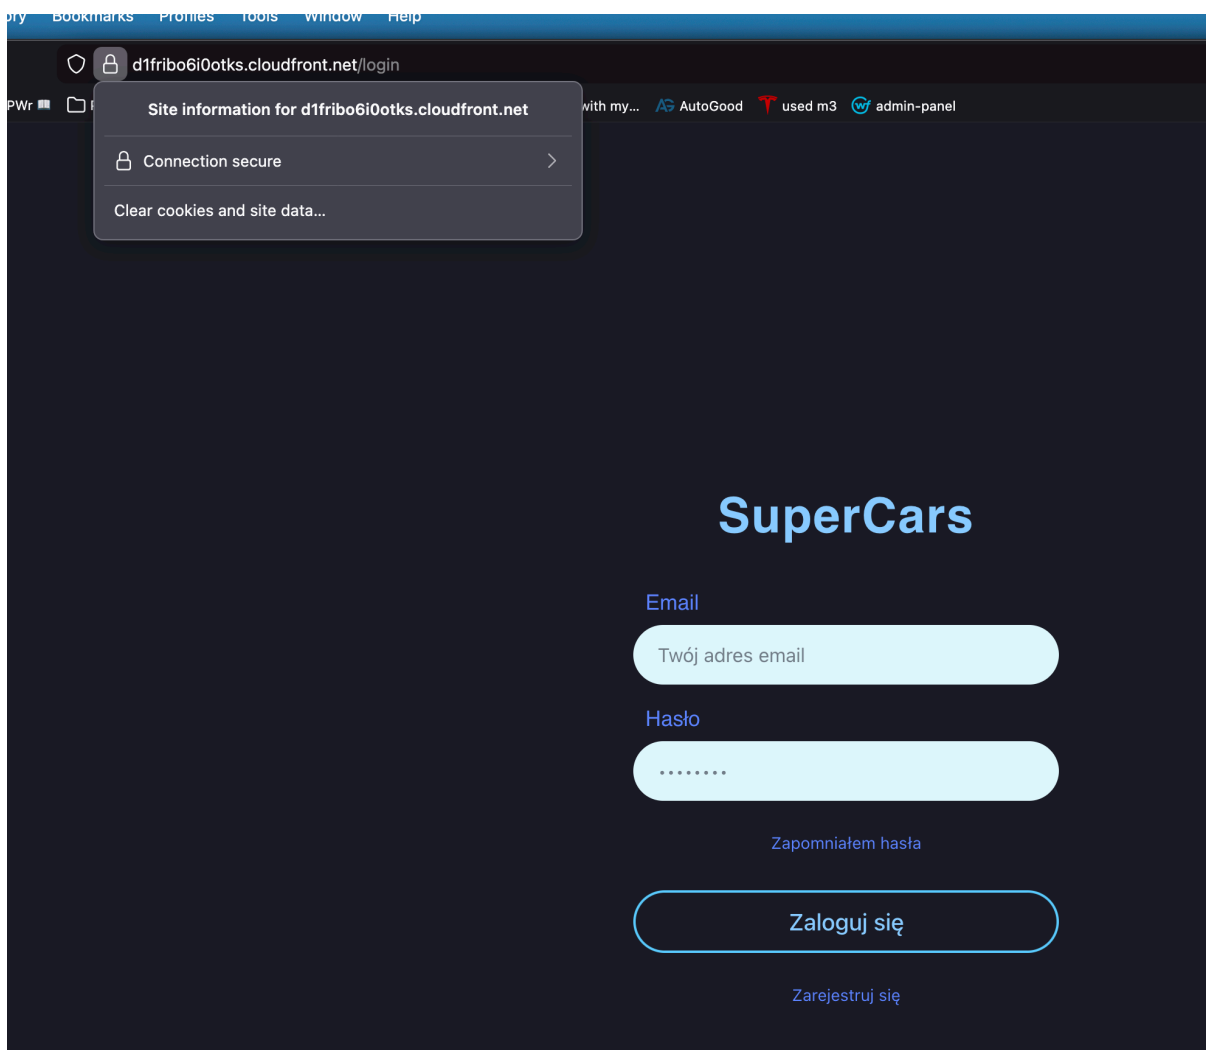 Bookmarks Profiles Tools Window Help
d1fribo6i0otks.cloudfront.net/login
PWr with my... AG AutoGood used m3 admin-panel
Site information for d1fribo6i0otks.cloudfront.net
Connection secure
Clear cookies and site data...
SuperCars
Email
Twój adres email
Hasło
Zapomniałem hasła
Zaloguj się
Zarejestruj się